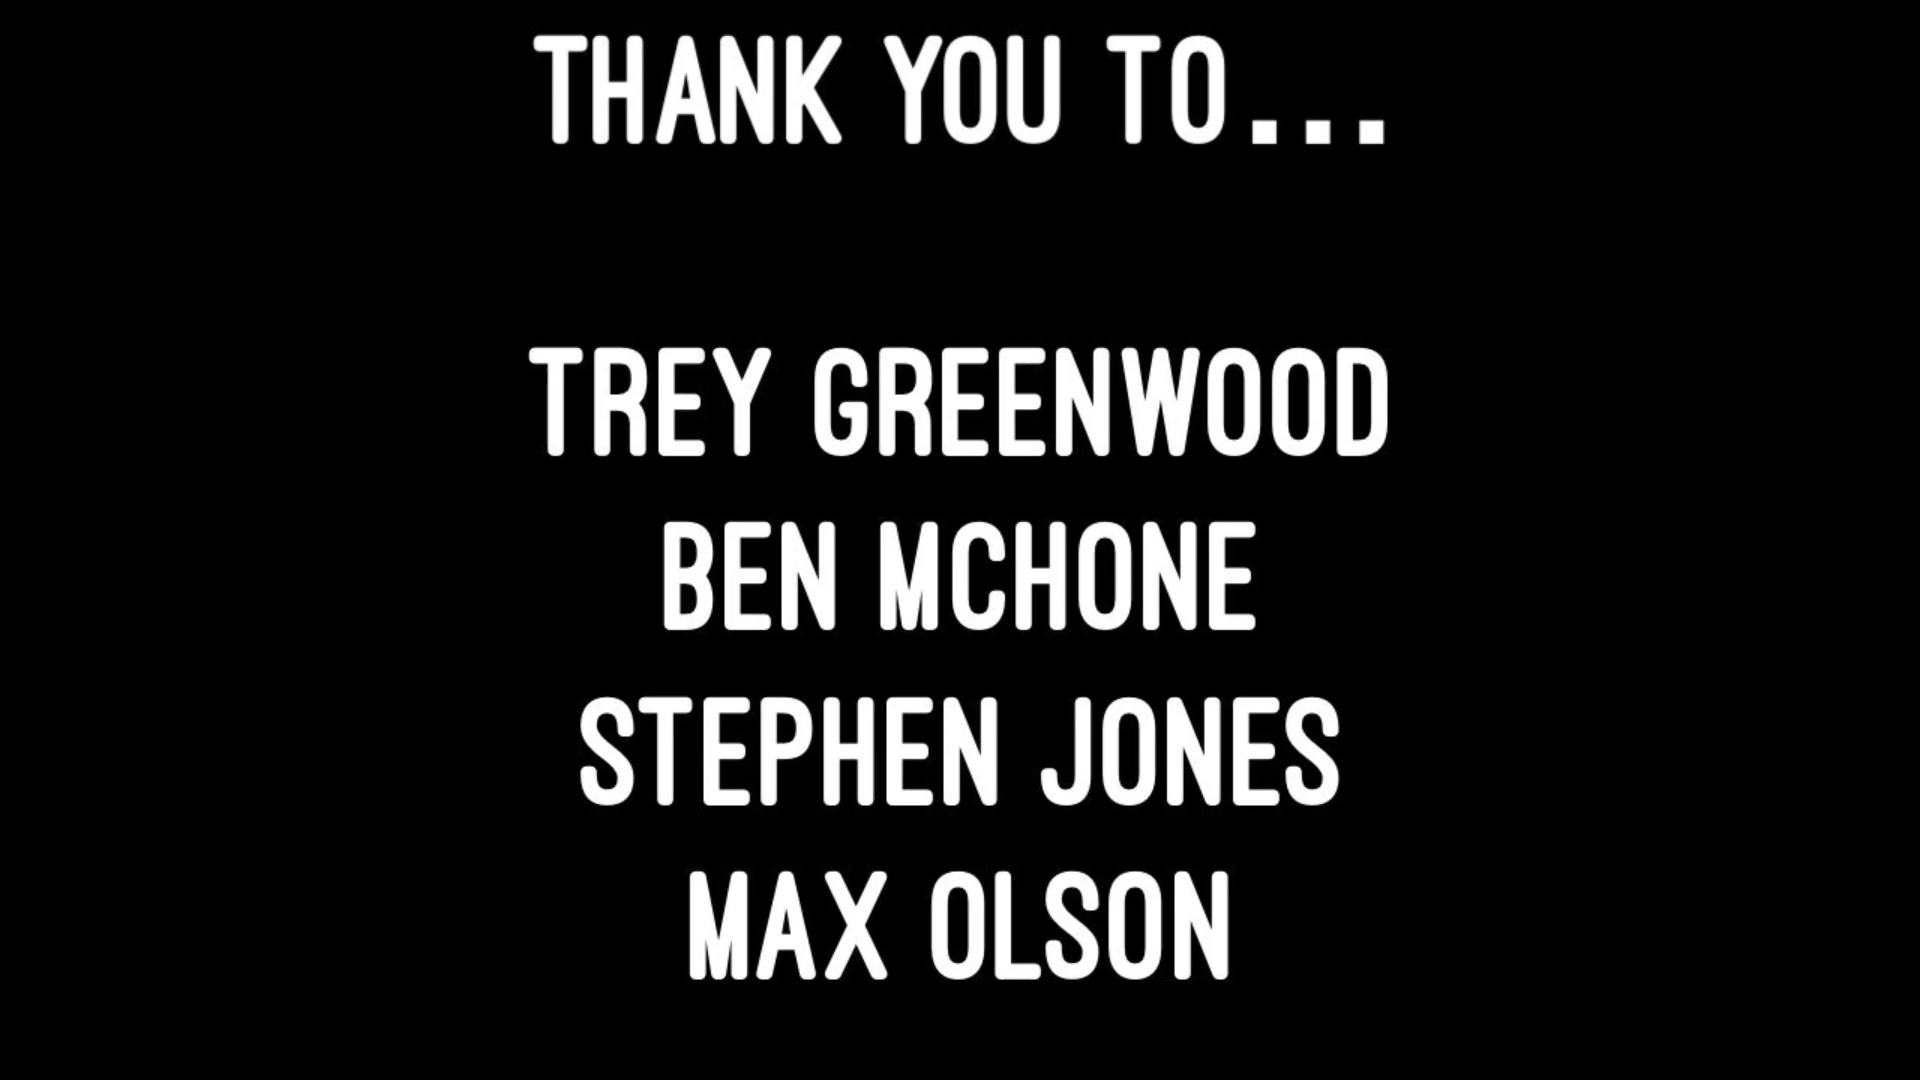 THANK YOU TO...
TREY GREENWOOD
BEN MCHONE
STEPHEN JONES
MAX OLSON